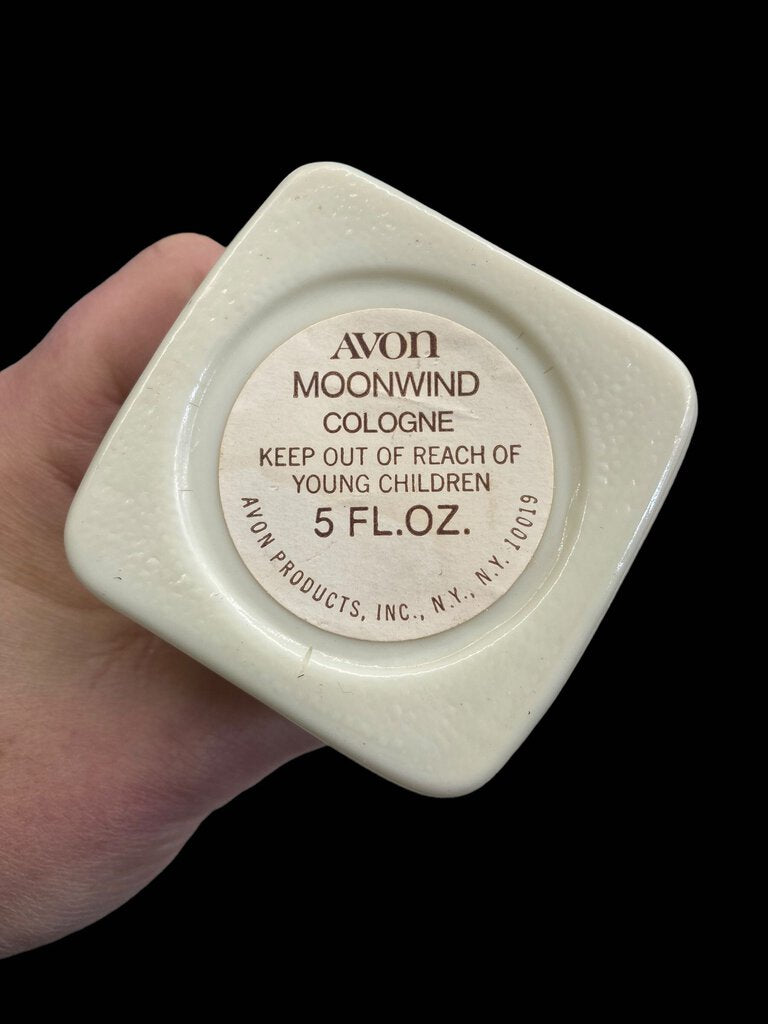 AVON
MOONWIND
COLOGNE
KEEP OUT OF REACH OF
YOUNG CHILDREN
5 FL.OZ.
AVON PRODUCTS, INC., N.Y., N.Y. 10019